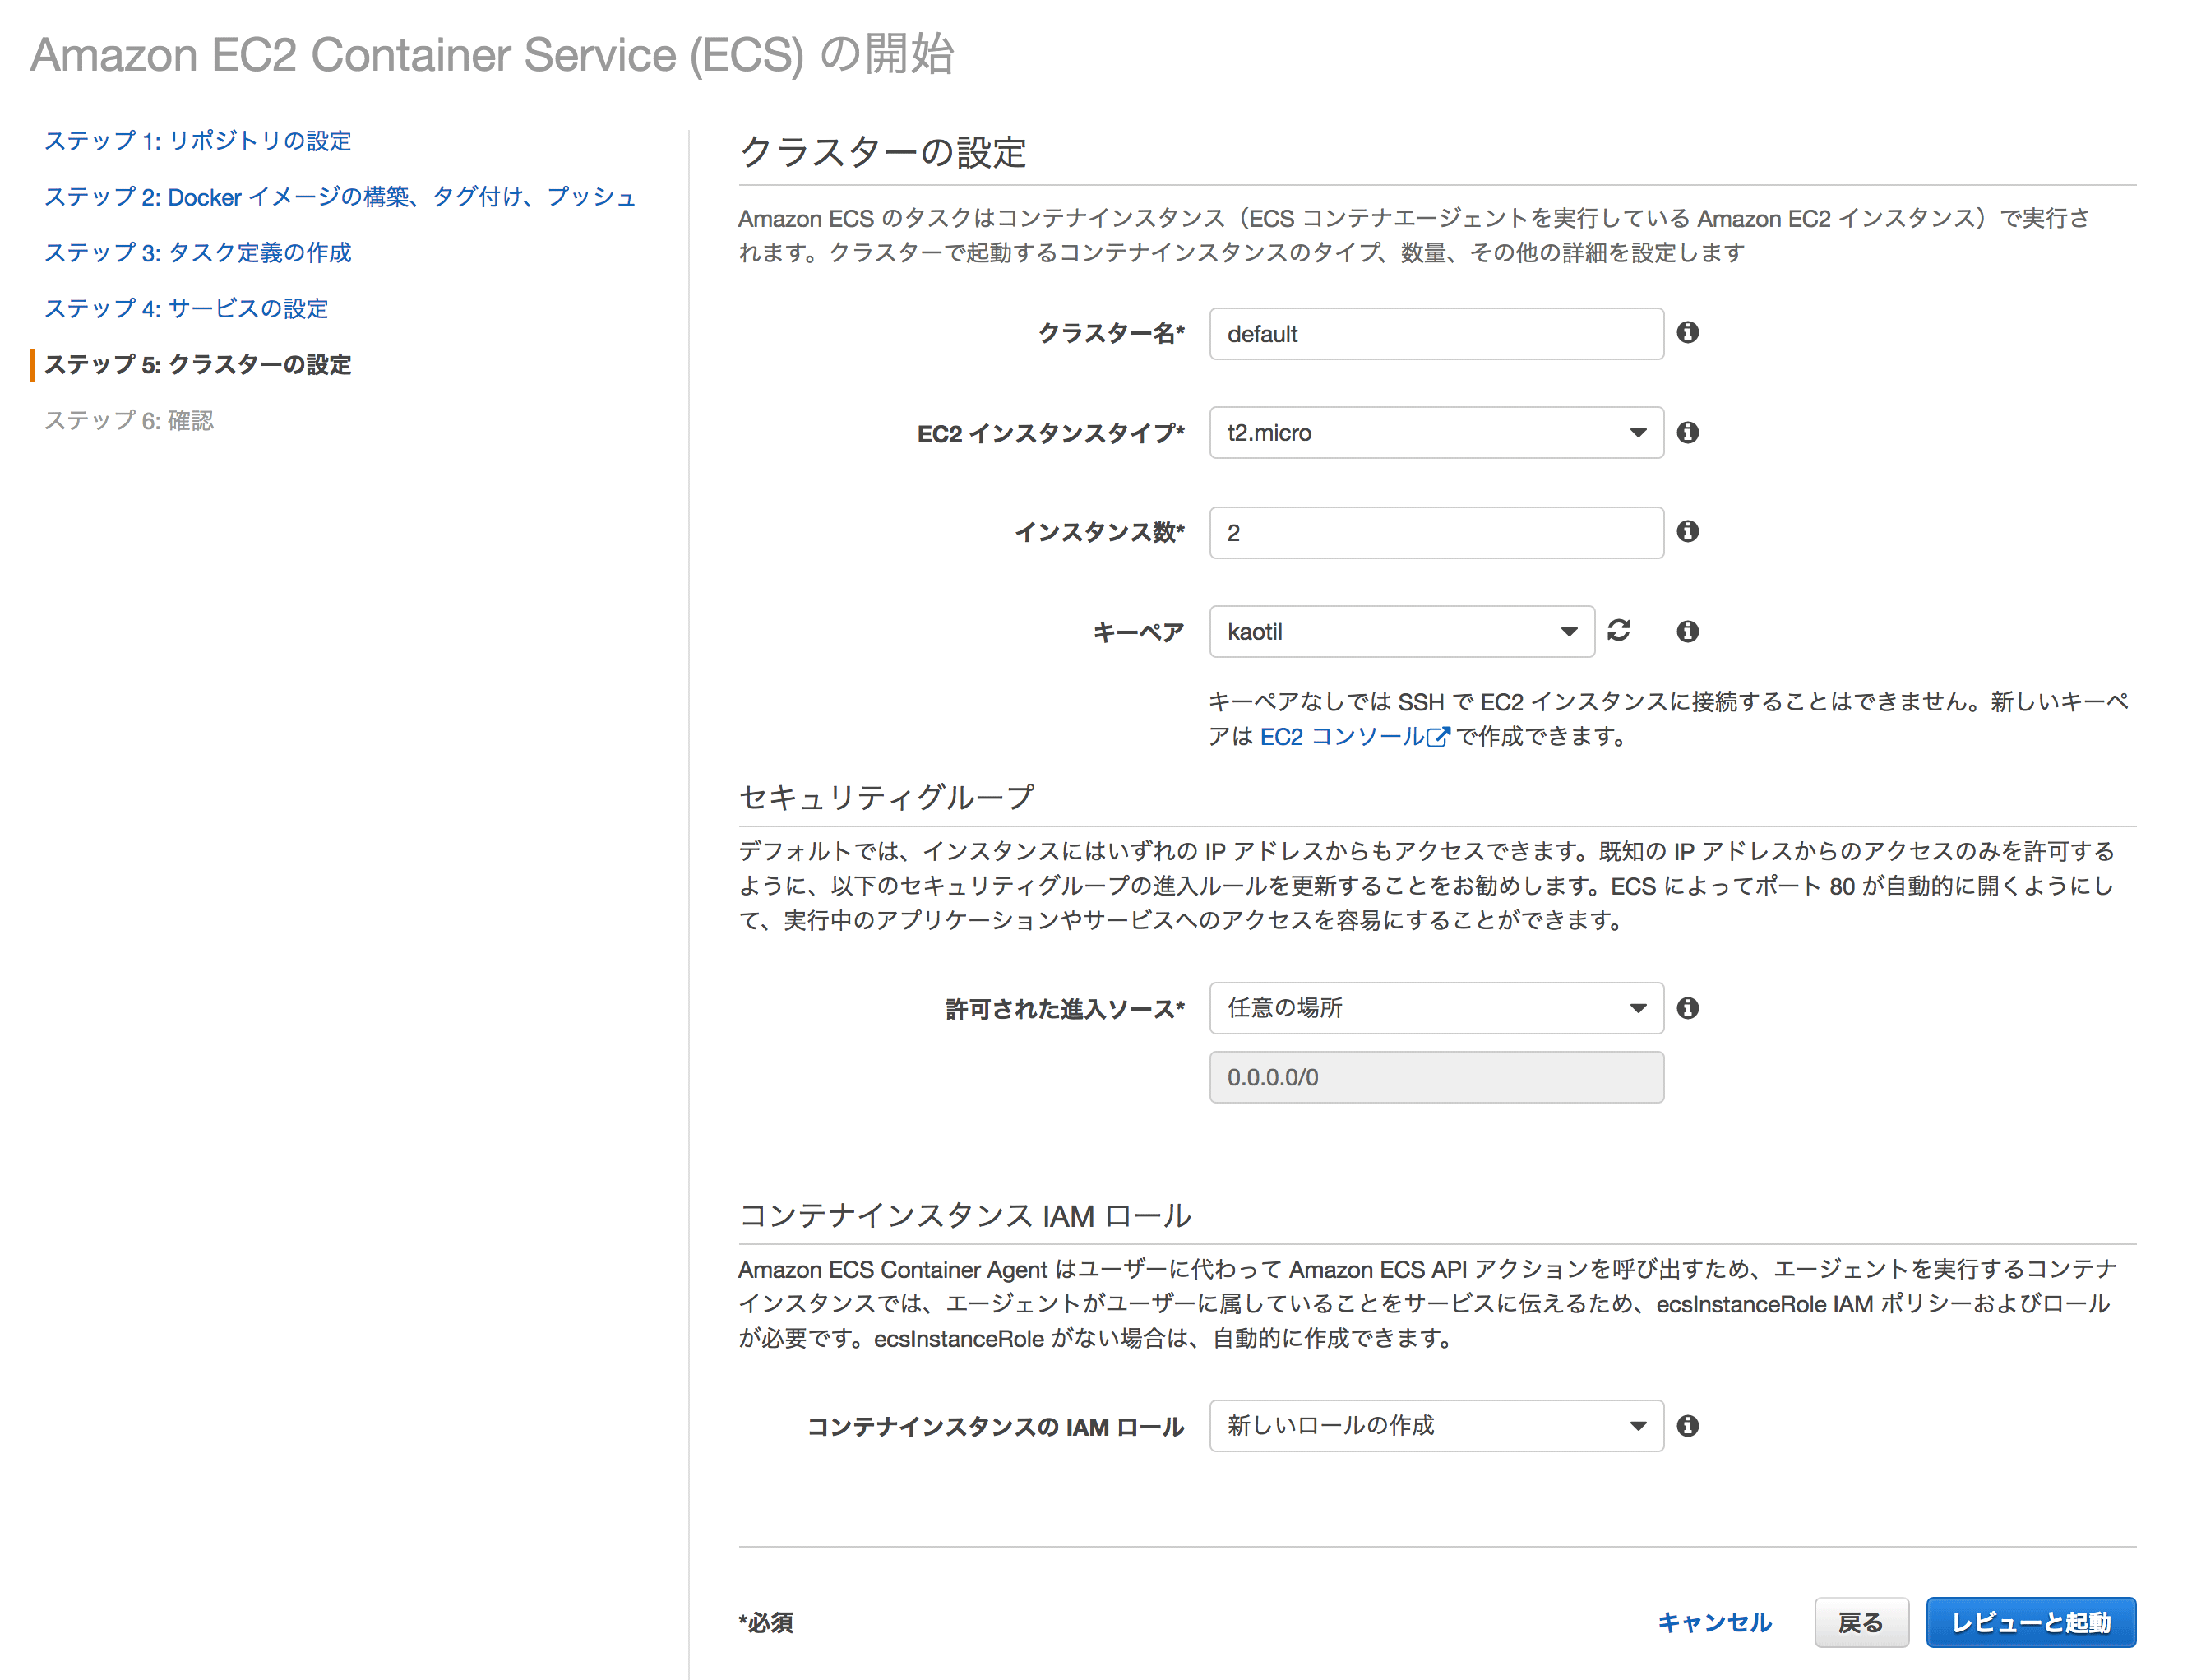 Amazon EC2 Container Service (ECS) の開始
ステップ 1: リポジトリの設定
ステップ 2: Docker イメージの構築、タグ付け、プッシュ
ステップ 3: タスク定義の作成
ステップ 4: サービスの設定
ステップ 5: クラスターの設定
ステップ 6: 確認
クラスターの設定
Amazon ECS のタスクはコンテナインスタンス（ECS コンテナエージェントを実行している Amazon EC2 インスタンス）で実行さ
れます。クラスターで起動するコンテナインスタンスのタイプ、数量、その他の詳細を設定します
クラスター名* default
EC2 インスタンスタイプ* t2.micro
インスタンス数* 2
キーペア kaotil
キーペアなしでは SSH で EC2 インスタンスに接続することはできません。新しいキーペ
アは EC2 コンソール で作成できます。
セキュリティグループ
デフォルトでは、インスタンスにはいずれの IP アドレスからもアクセスできます。既知の IP アドレスからのアクセスのみを許可する
ように、以下のセキュリティグループの進入ルールを更新することをお勧めします。ECS によってポート 80 が自動的に開くようにし
て、実行中のアプリケーションやサービスへのアクセスを容易にすることができます。
許可された進入ソース* 任意の場所
0.0.0.0/0
コンテナインスタンス IAM ロール
Amazon ECS Container Agent はユーザーに代わって Amazon ECS API アクションを呼び出すため、エージェントを実行するコンテナ
インスタンスでは、エージェントがユーザーに属していることをサービスに伝えるため、ecsInstanceRole IAM ポリシーおよびロール
が必要です。ecsInstanceRole がない場合は、自動的に作成できます。
コンテナインスタンスの IAM ロール 新しいロールの作成
*必須 キャンセル 戻る レビューと起動